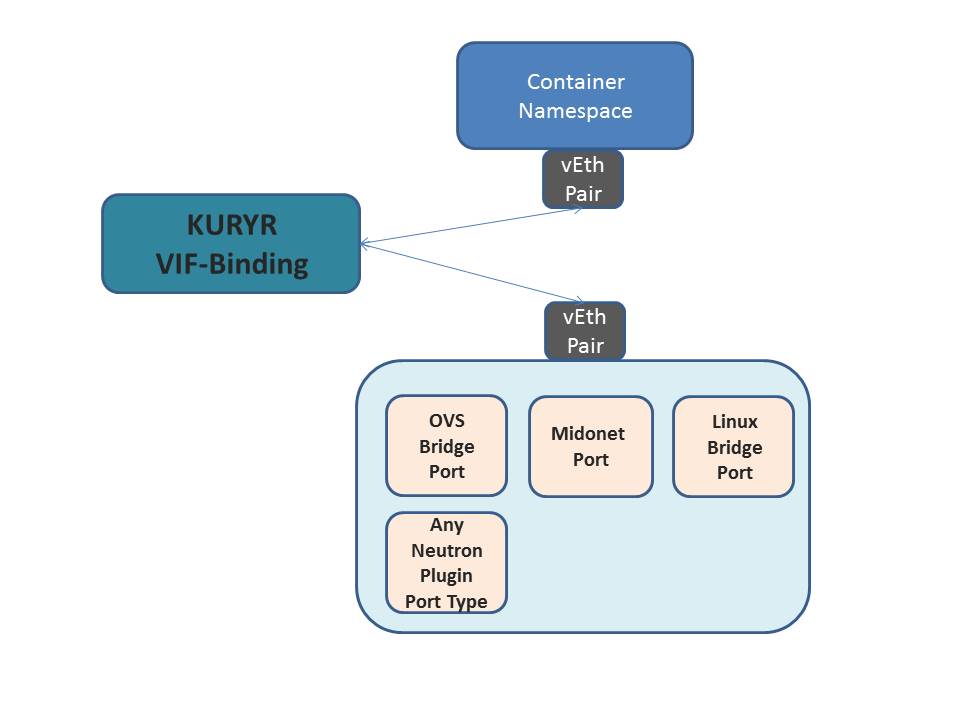 Container
Namespace
vEth
Pair
KURYR
VIF-Binding
vEth
Pair
OVS
Bridge
Port
Midonet
Port
Linux
Bridge
Port
Any
Neutron
Plugin
Port Type